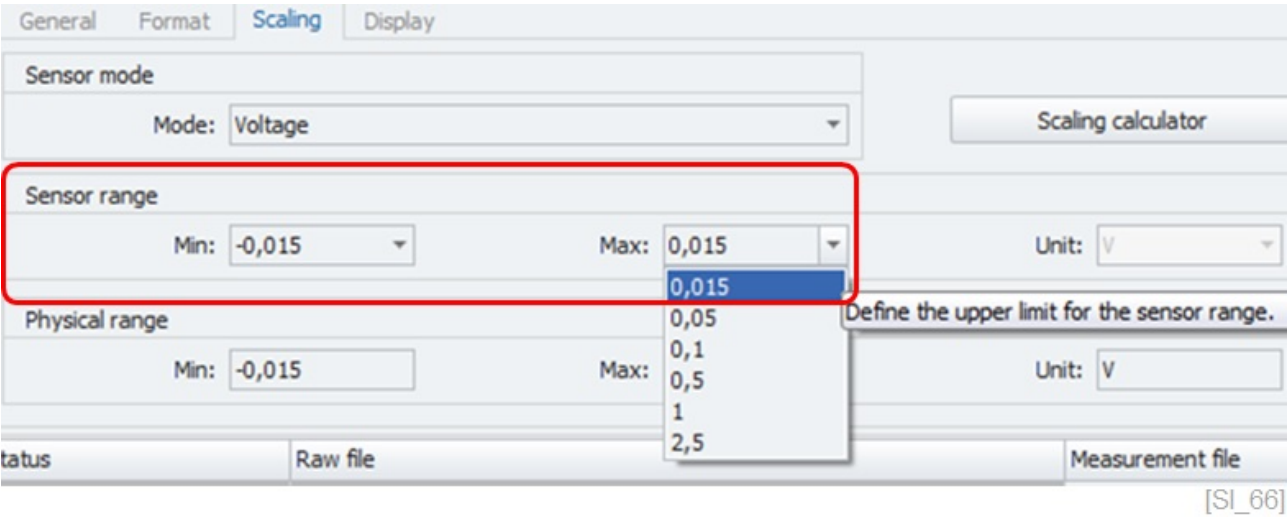 General Format Scaling Display
Sensor mode
Mode: Voltage
Scaling calculator
Sensor range
Min: -0,015 Max: 0,015 Unit: V
0,015
Define the upper limit for the sensor range.
Physical range
0,05
0,1
Min: -0,015 Max: Unit: V
0,5
1
2,5
tatus Raw file Measurement file
[SI_66]